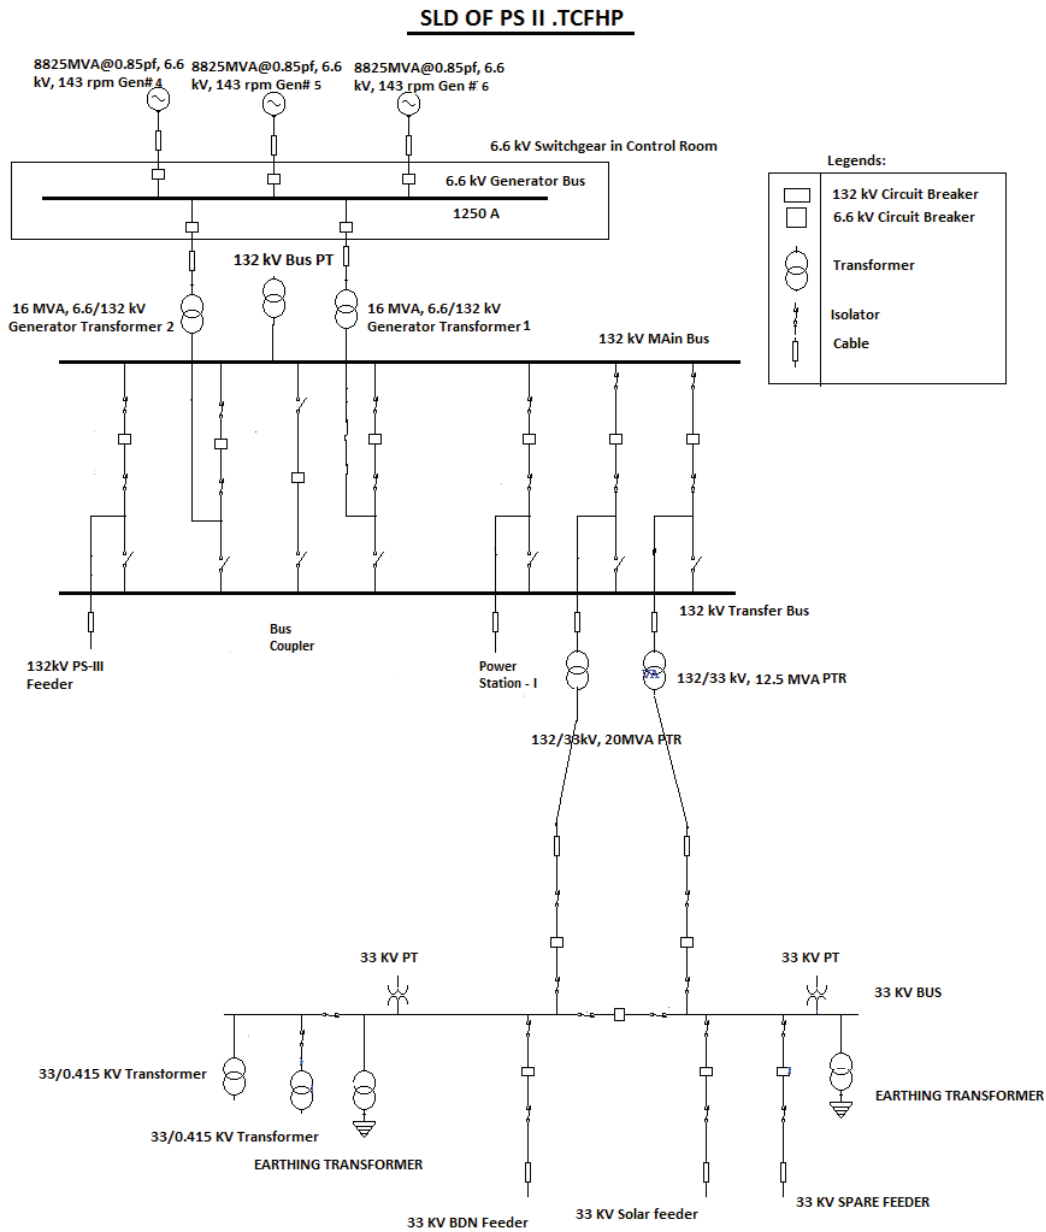 SLD OF PS II .TCFHP
8825MVA@0.85pf, 6.6
kV, 143 rpm Gen# 4
8825MVA@0.85pf, 6.6
kV, 143 rpm Gen# 5
8825MVA@0.85pf, 6.6
kV, 143 rpm Gen # 6
6.6 kV Switchgear in Control Room
6.6 kV Generator Bus
1250 A
Legends:
132 kV Circuit Breaker
6.6 kV Circuit Breaker
Transformer
Isolator
Cable
132 kV Bus PT
16 MVA, 6.6/132 kV
Generator Transformer 2
16 MVA, 6.6/132 kV
Generator Transformer 1
132 kV MAin Bus
132 kV Transfer Bus
Bus
Coupler
132kV PS-III
Feeder
Power
Station - I
132/33 kV, 12.5 MVA PTR
VA
132/33kV, 20MVA PTR
33 KV PT
33 KV PT
33 KV BUS
33/0.415 KV Transformer
33/0.415 KV Transformer
EARTHING TRANSFORMER
EARTHING TRANSFORMER
33 KV BDN Feeder
33 KV Solar feeder
33 KV SPARE FEEDER